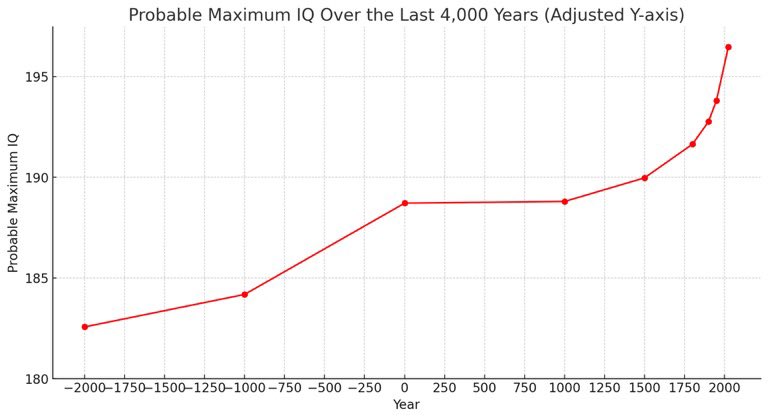 Probable Maximum IQ Over the Last 4,000 Years (Adjusted Y-axis)
195
190
185
180
Probable Maximum IQ
−2000 −1750 −1500 −1250 −1000 −750 −500 −250 0 250 500 750 1000 1250 1500 1750 2000
Year